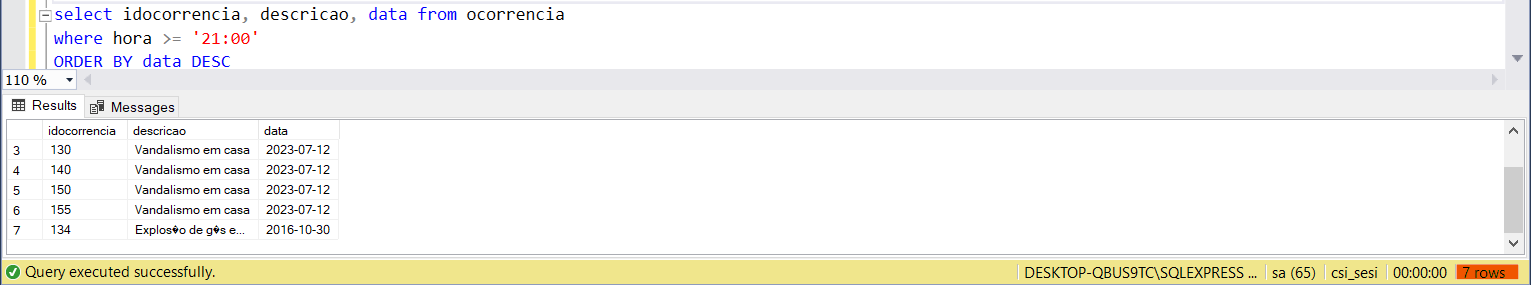 select idocorrencia, descricao, data from ocorrencia
where hora >= '21:00'
ORDER BY data DESC
110 %
Results Messages
idocorrencia descricao data
3 130 Vandalismo em casa 2023-07-12
4 140 Vandalismo em casa 2023-07-12
5 150 Vandalismo em casa 2023-07-12
6 155 Vandalismo em casa 2023-07-12
7 134 Explos�o de g�s e... 2016-10-30
Query executed successfully. DESKTOP-QBUS9TC\SQLEXPRESS ... sa (65) csi_sesi 00:00:00 7 rows